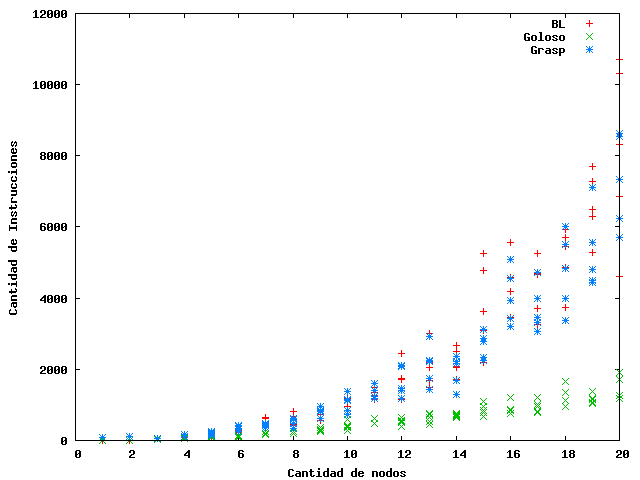 12000
BL
Goloso
Grasp
10000
8000
6000
4000
2000
0
Cantidad de Instrucciones
0 2 4 6 8 10 12 14 16 18 20
Cantidad de nodos